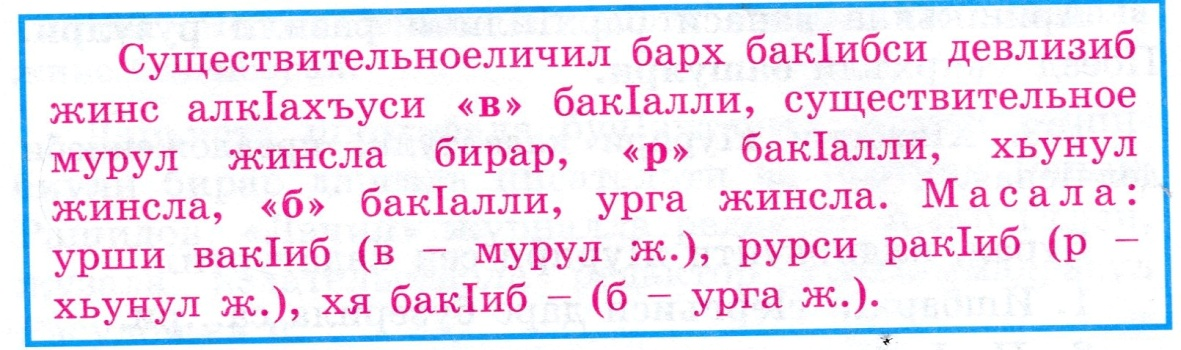 Существительноеличил барх бакIибси девлизиб
жинс алкIахъуси «в» бакIалли, существительное
мурул жинсла бирар, «р» бакIалли, хьунул
жинсла, «б» бакIалли, урга жинсла. Масала:
урши вакIиб (в – мурул ж.), рурси ракIиб (р –
хьунул ж.), хя бакIиб – (б – урга ж.).